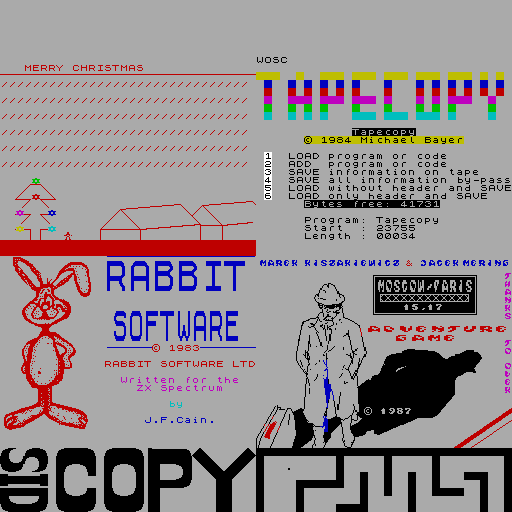 MERRY CHRISTMAS
WOSC
TAPECOPY
Tapecopy
© 1984 Michael Bayer
1 LOAD program or code
2 ADD program or code
3 SAVE information on tape
4 SAVE all information by-pass
5 LOAD without header and SAVE
6 LOAD only header and SAVE
Bytes free: 41731
Program: Tapecopy
Start : 23755
Length : 00034
RABBIT
SOFTWARE
© 1983
RABBIT SOFTWARE LTD
Written for the
ZX Spectrum
by
J.F.Cain.
MAREK KISZAKIEWICZ & JACEK MERING
MOSCOW/PARIS
15.17
ADVENTURE
GAME
THANKS
TO
© 1987
SID
COPY